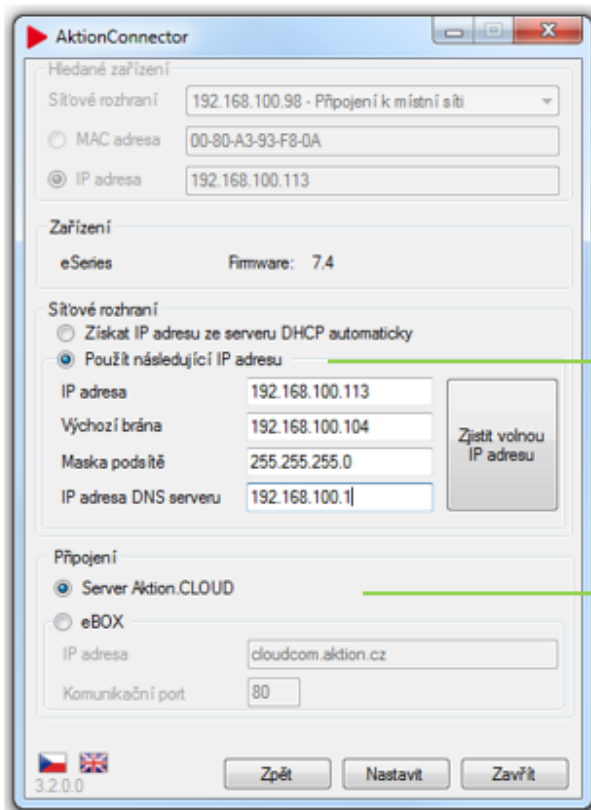 AktionConnector
Hledané zařízení
Síťové rozhraní 192.168.100.98 - Připojení k místní síti
MAC adresa 00-80-A3-93-F8-0A
IP adresa 192.168.100.113
Zařízení
eSeries Firmware: 7.4
Síťové rozhraní
Získat IP adresu ze serveru DHCP automaticky
Použít následující IP adresu
IP adresa 192.168.100.113
Výchozí brána 192.168.100.104
Maska podsítě 255.255.255.0
IP adresa DNS serveru 192.168.100.1
Zjistit volnou
IP adresu
Připojení
Server Aktion.CLOUD
eBOX
IP adresa cloudcom.aktion.cz
Komunikační port 80
3.2.0.0
Zpět Nastavit Zavřít